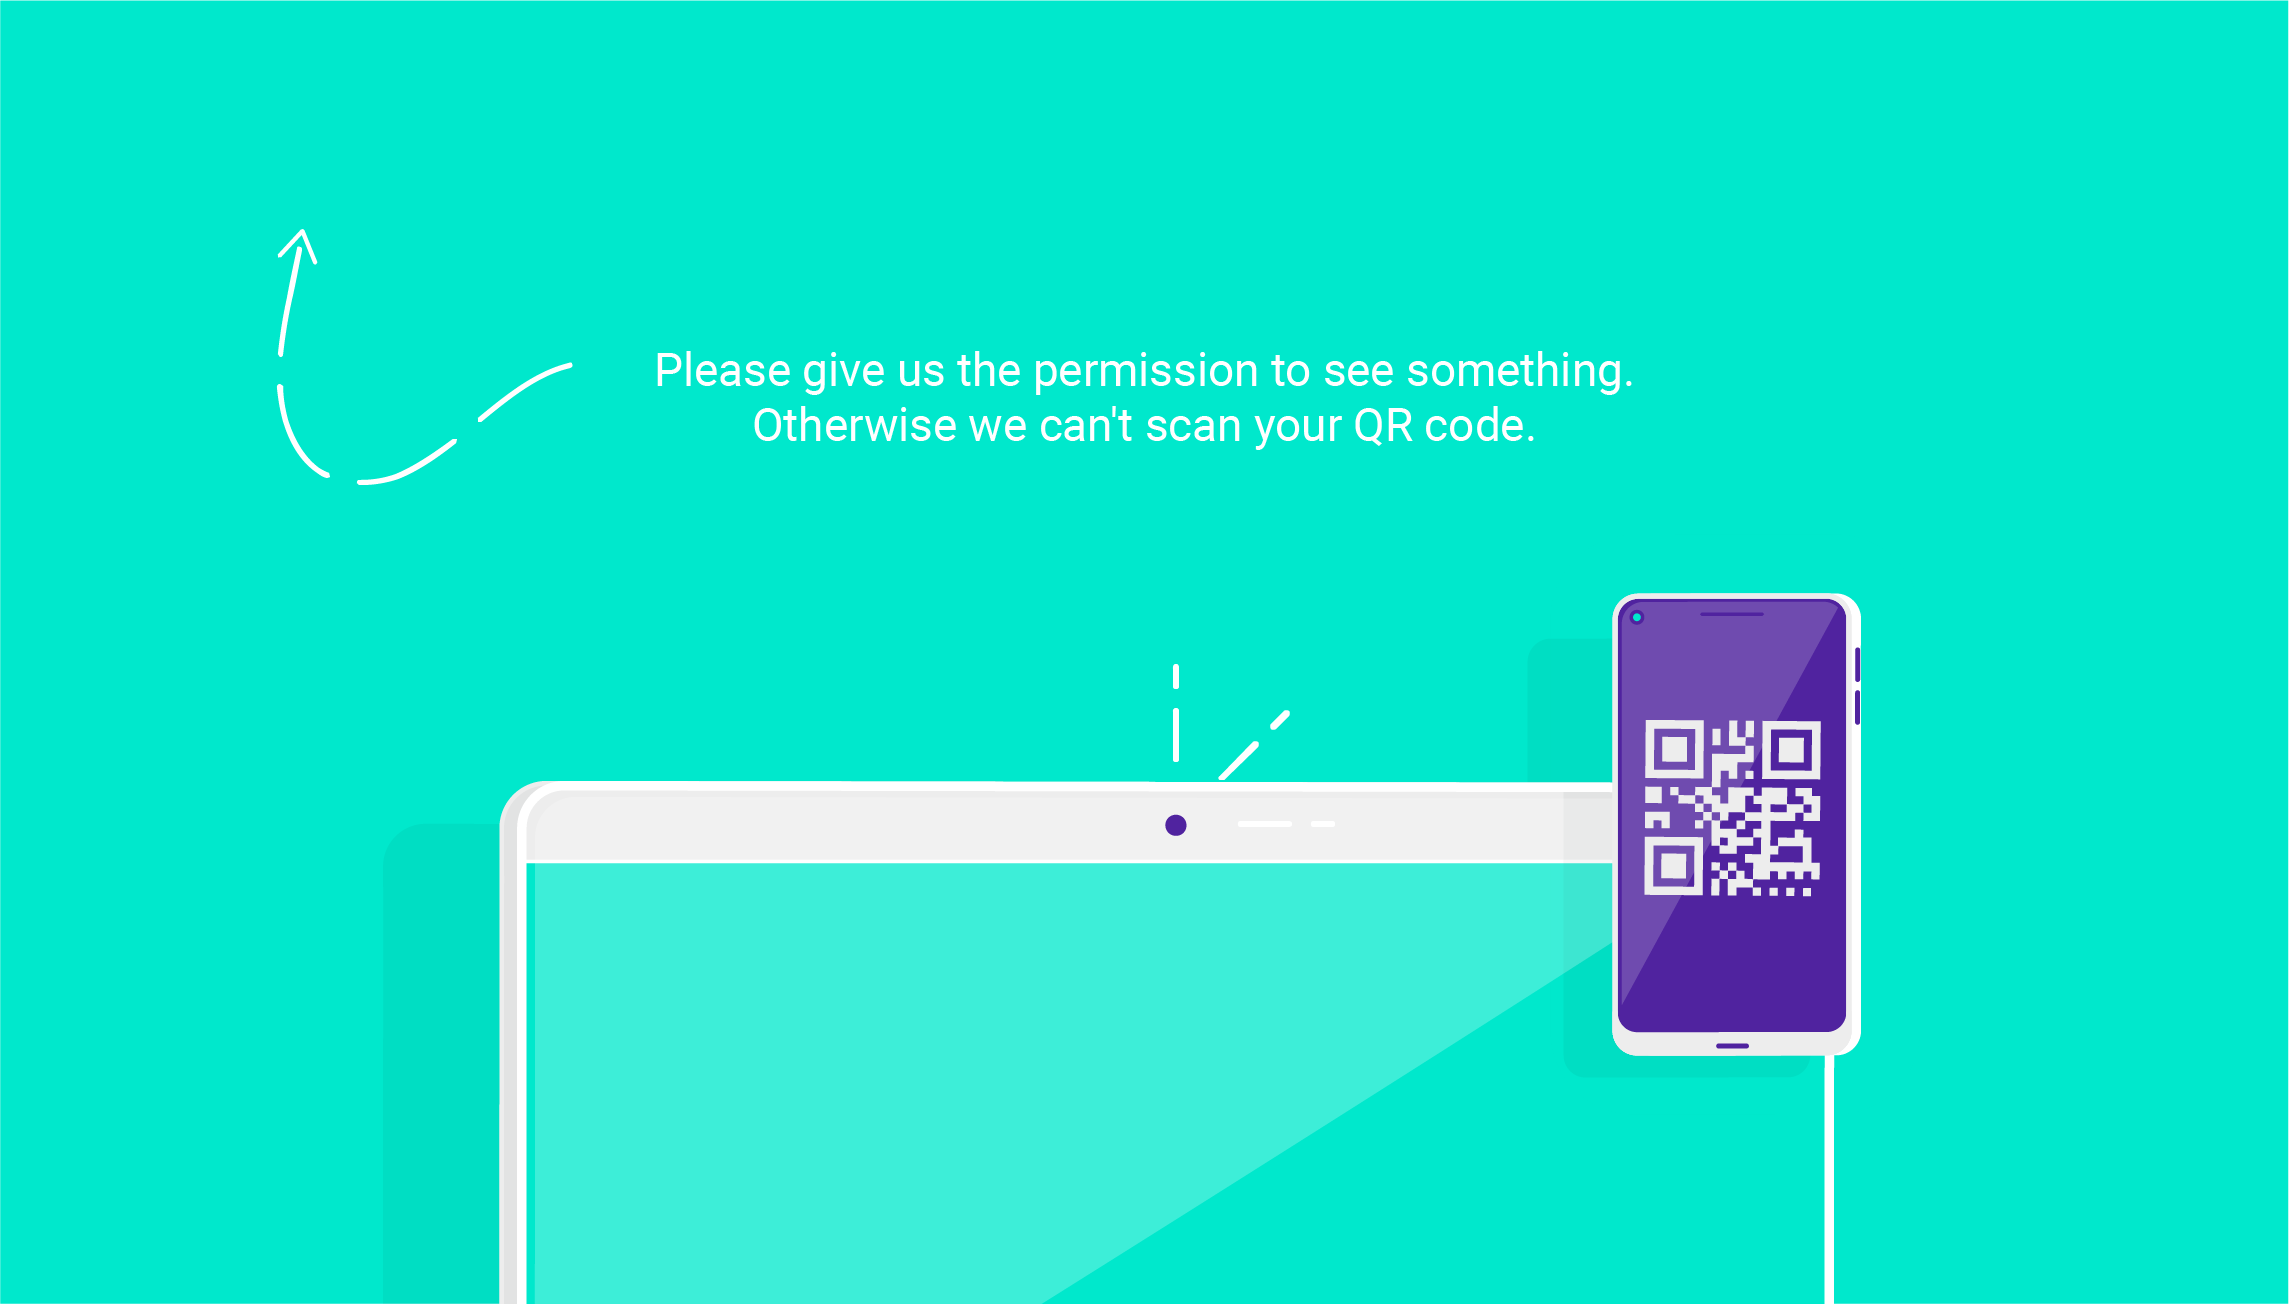 Please give us the permission to see something.
Otherwise we can't scan your QR code.